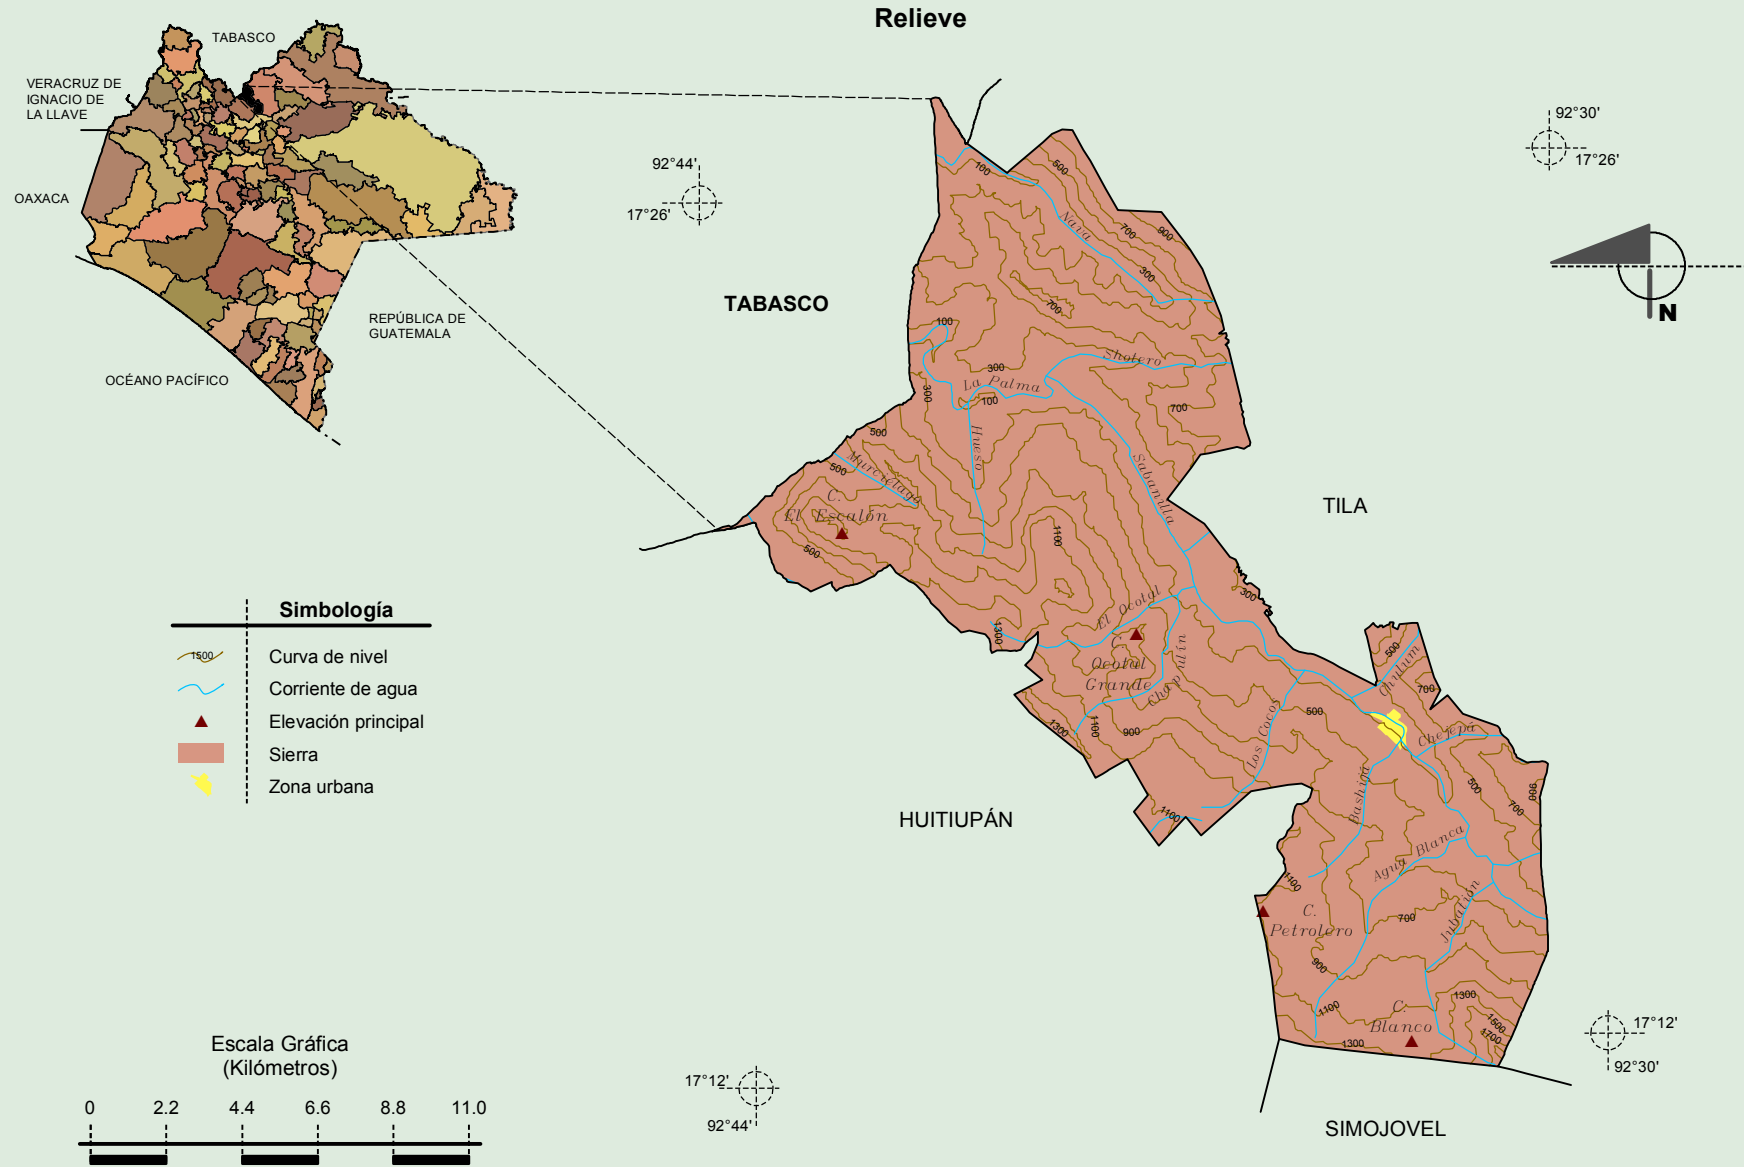 Relieve
TABASCO
VERACRUZ DE
IGNACIO DE
LA LLAVE
OAXACA
REPÚBLICA DE
GUATEMALA
OCÉANO PACÍFICO
92°44'
17°26'
92°30'
17°26'
N
TABASCO
TILA
HUITIUPÁN
SIMOJOVEL
100
500
Nava
700
900
300
700
100
Shotero
300
La Palma
300
100
700
Hueso
500
Murciélago
500
C.
El Escalón
500
Sabanilla
1100
300
El Ocotal
1300
C.
Ocotal
Grande
Chapulín
1300
1100
900
Los Cocos
500
1100
500
Chulum
700
Chejepá
500
700
900
Bashijá
Agua Blanca
1100
C.
Petrolero
700
Jubalión
900
1100
C.
Blanco
1300
1300
1500
1700
Simbología
1500
Curva de nivel
Corriente de agua
Elevación principal
Sierra
Zona urbana
Escala Gráfica
(Kilómetros)
0 2.2 4.4 6.6 8.8 11.0
17°12'
92°44'
17°12'
92°30'